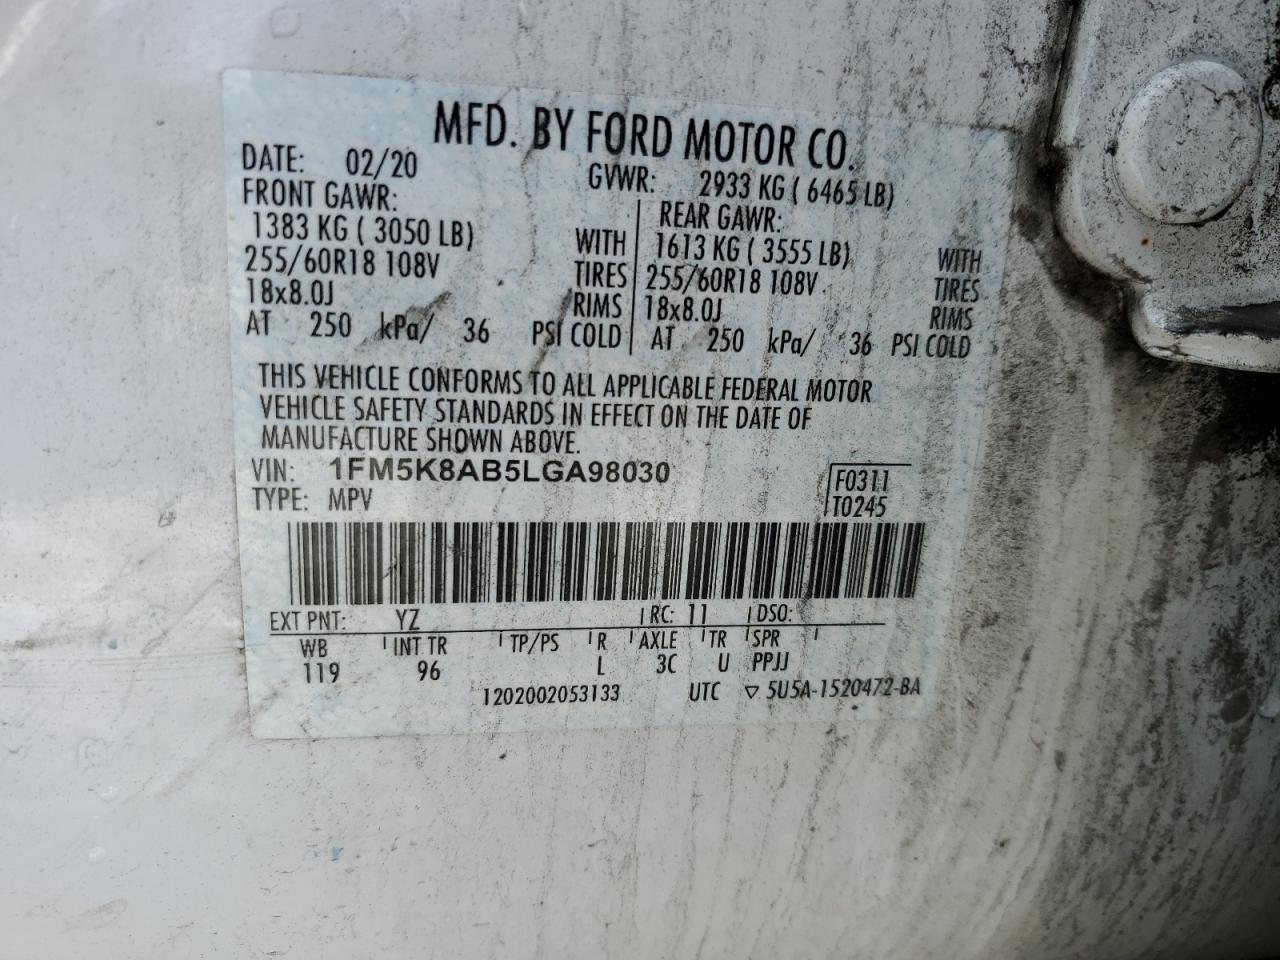 MFD. BY FORD MOTOR CO.
DATE: 02/20 GVWR: 2933 KG ( 6465 LB)
FRONT GAWR: REAR GAWR:
1383 KG ( 3050 LB) WITH 1613 KG ( 3555 LB) WITH
255/60R18 108V TIRES 255/60R18 108V TIRES
18x8.0J RIMS 18x8.0J RIMS
AT 250 kPa/ 36 PSI COLD AT 250 kPa/ 36 PSI COLD
THIS VEHICLE CONFORMS TO ALL APPLICABLE FEDERAL MOTOR
VEHICLE SAFETY STANDARDS IN EFFECT ON THE DATE OF
MANUFACTURE SHOWN ABOVE.
VIN: 1FM5K8AB5LGA98030 F0311
TYPE: MPV T0245
EXT PNT: YZ RC: 11 DSO:
WB INT TR TP/PS R AXLE TR SPR
119 96 L 3C U PPJJ
1202002053133 UTC ▽ 5U5A-1520472-BA